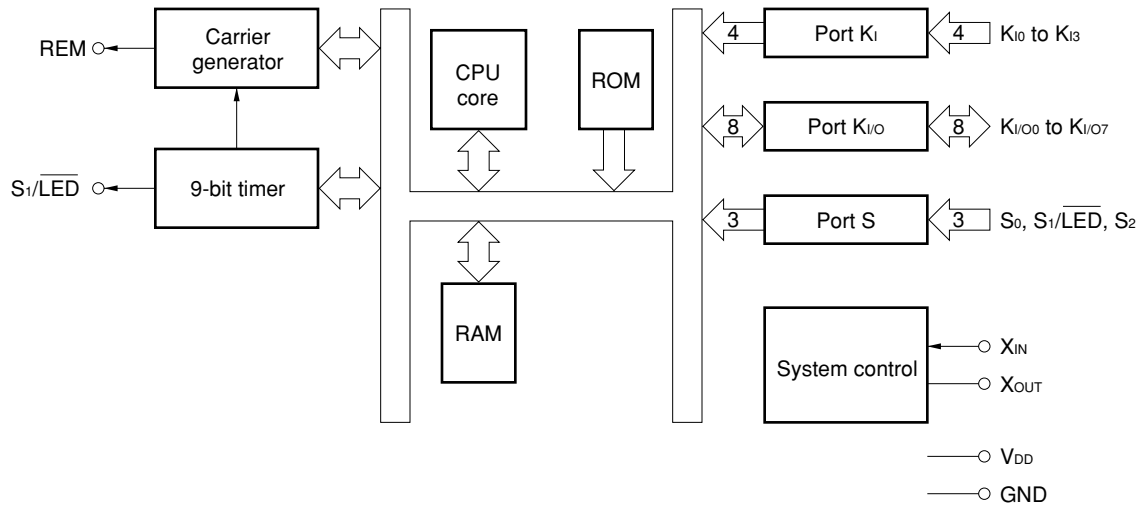 REM
Carrier
generator
S1/L̅E̅D̅
9-bit timer
CPU
core
ROM
RAM
4
Port KI
4
KI0 to KI3
8
Port KI/O
8
KI/O0 to KI/O7
3
Port S
3
S0, S1/L̅E̅D̅, S2
System control
XIN
XOUT
VDD
GND